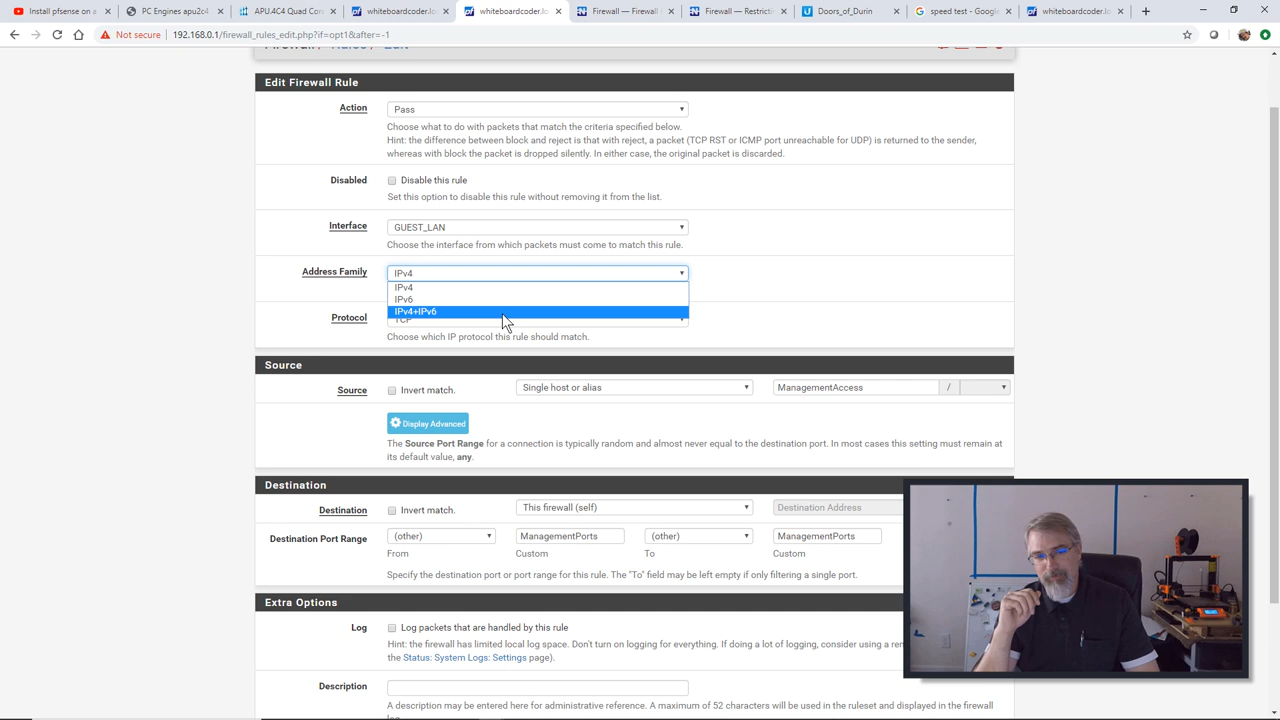 Install pfsense on a
PC Engines apu2c4
APU.4C4 Quad Con
whiteboardcoder.lo
whiteboardcoder.lo
Firewall — Firewall
Firewall — Restrictin
Doors_of_Durin
speed test - Google
whiteboardcoder.lo
Not secure
192.168.0.1/firewall_rules_edit.php?if=opt1&after=-1
Edit Firewall Rule
Action
Pass
Choose what to do with packets that match the criteria specified below.
Hint: the difference between block and reject is that with reject, a packet (TCP RST or ICMP port unreachable for UDP) is returned to the sender,
whereas with block the packet is dropped silently. In either case, the original packet is discarded.
Disabled
Disable this rule
Set this option to disable this rule without removing it from the list.
Interface
GUEST_LAN
Choose the interface from which packets must come to match this rule.
Address Family
IPv4
IPv4
IPv6
IPv4+IPv6
Protocol
TCP
Choose which IP protocol this rule should match.
Source
Source
Invert match.
Single host or alias
ManagementAccess
/
Display Advanced
The Source Port Range for a connection is typically random and almost never equal to the destination port. In most cases this setting must remain at
its default value, any.
Destination
Destination
Invert match.
This firewall (self)
Destination Address
Destination Port Range
(other)
ManagementPorts
(other)
ManagementPorts
From
Custom
To
Custom
Specify the destination port or port range for this rule. The "To" field may be left empty if only filtering a single port.
Extra Options
Log
Log packets that are handled by this rule
Hint: the firewall has limited local log space. Don't turn on logging for everything. If doing a lot of logging, consider using a
the Status: System Logs: Settings page).
Description
A description may be entered here for administrative reference. A maximum of 52 characters will be used in the ruleset and displayed in the firewall